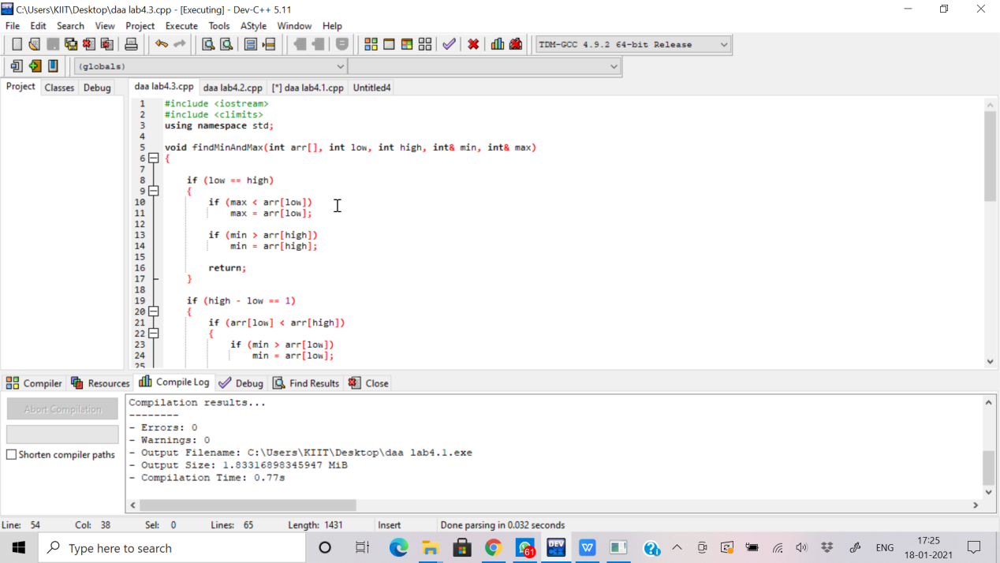 C:\Users\KIIT\Desktop\daa lab4.3.cpp - [Executing] - Dev-C++ 5.11
File Edit Search View Project Execute Tools AStyle Window Help
TDM-GCC 4.9.2 64-bit Release
(globals)
Project Classes Debug
daa lab4.3.cpp daa lab4.2.cpp [*] daa lab4.1.cpp Untitled4
1 #include <iostream>
2 #include <climits>
3 using namespace std;
4
5 void findMinAndMax(int arr[], int low, int high, int& min, int& max)
6 {
7
8 if (low == high)
9 {
10 if (max < arr[low])
11 max = arr[low];
12
13 if (min > arr[high])
14 min = arr[high];
15
16 return;
17 }
18
19 if (high - low == 1)
20 {
21 if (arr[low] < arr[high])
22 {
23 if (min > arr[low])
24 min = arr[low];
25
Compiler Resources Compile Log Debug Find Results Close
Abort Compilation
Shorten compiler paths
Compilation results...
--------
- Errors: 0
- Warnings: 0
- Output Filename: C:\Users\KIIT\Desktop\daa lab4.1.exe
- Output Size: 1.83316898345947 MiB
- Compilation Time: 0.77s
Line: 54 Col: 38 Sel: 0 Lines: 65 Length: 1431 Insert Done parsing in 0.032 seconds
Type here to search
61
DEV
W
ENG
17:25
18-01-2021